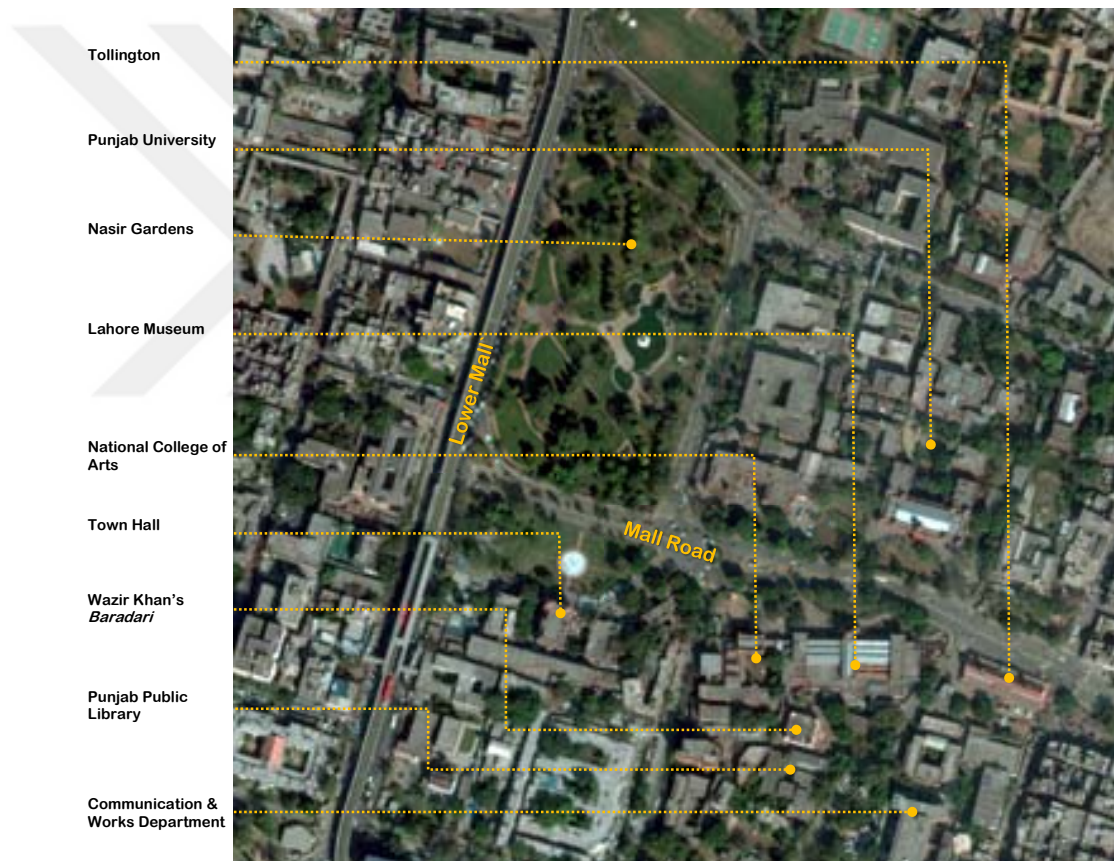 Tollington
Punjab University
Nasir Gardens
Lahore Museum
National College of
Arts
Town Hall
Wazir Khan's
Baradari
Punjab Public
Library
Communication &
Works Department
Lower Mall
Mall Road